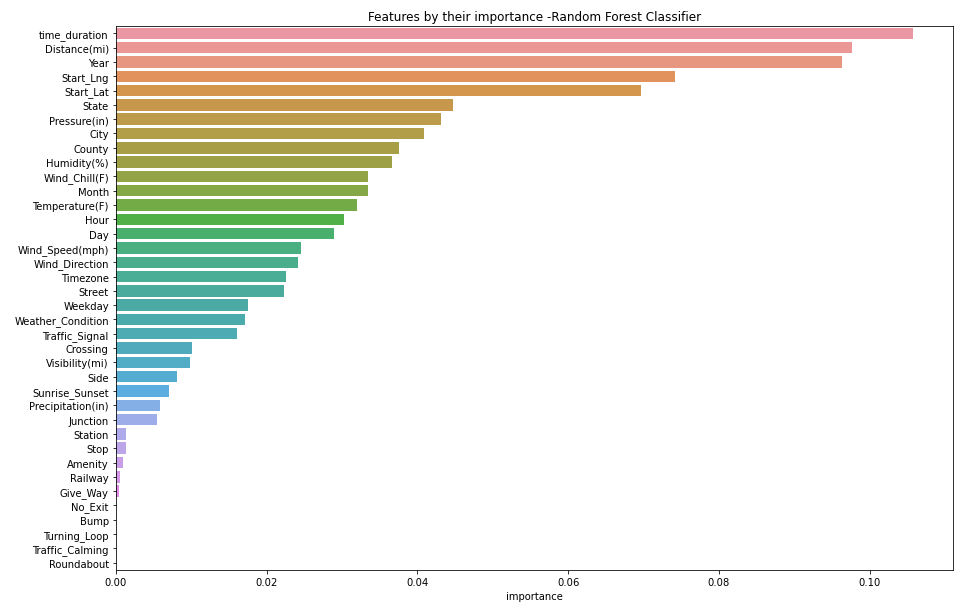 Features by their importance -Random Forest Classifier
time_duration
Distance(mi)
Year
Start_Lng
Start_Lat
State
Pressure(in)
City
County
Humidity(%)
Wind_Chill(F)
Month
Temperature(F)
Hour
Day
Wind_Speed(mph)
Wind_Direction
Timezone
Street
Weekday
Weather_Condition
Traffic_Signal
Crossing
Visibility(mi)
Side
Sunrise_Sunset
Precipitation(in)
Junction
Station
Stop
Amenity
Railway
Give_Way
No_Exit
Bump
Turning_Loop
Traffic_Calming
Roundabout
0.00 0.02 0.04 0.06 0.08 0.10
importance